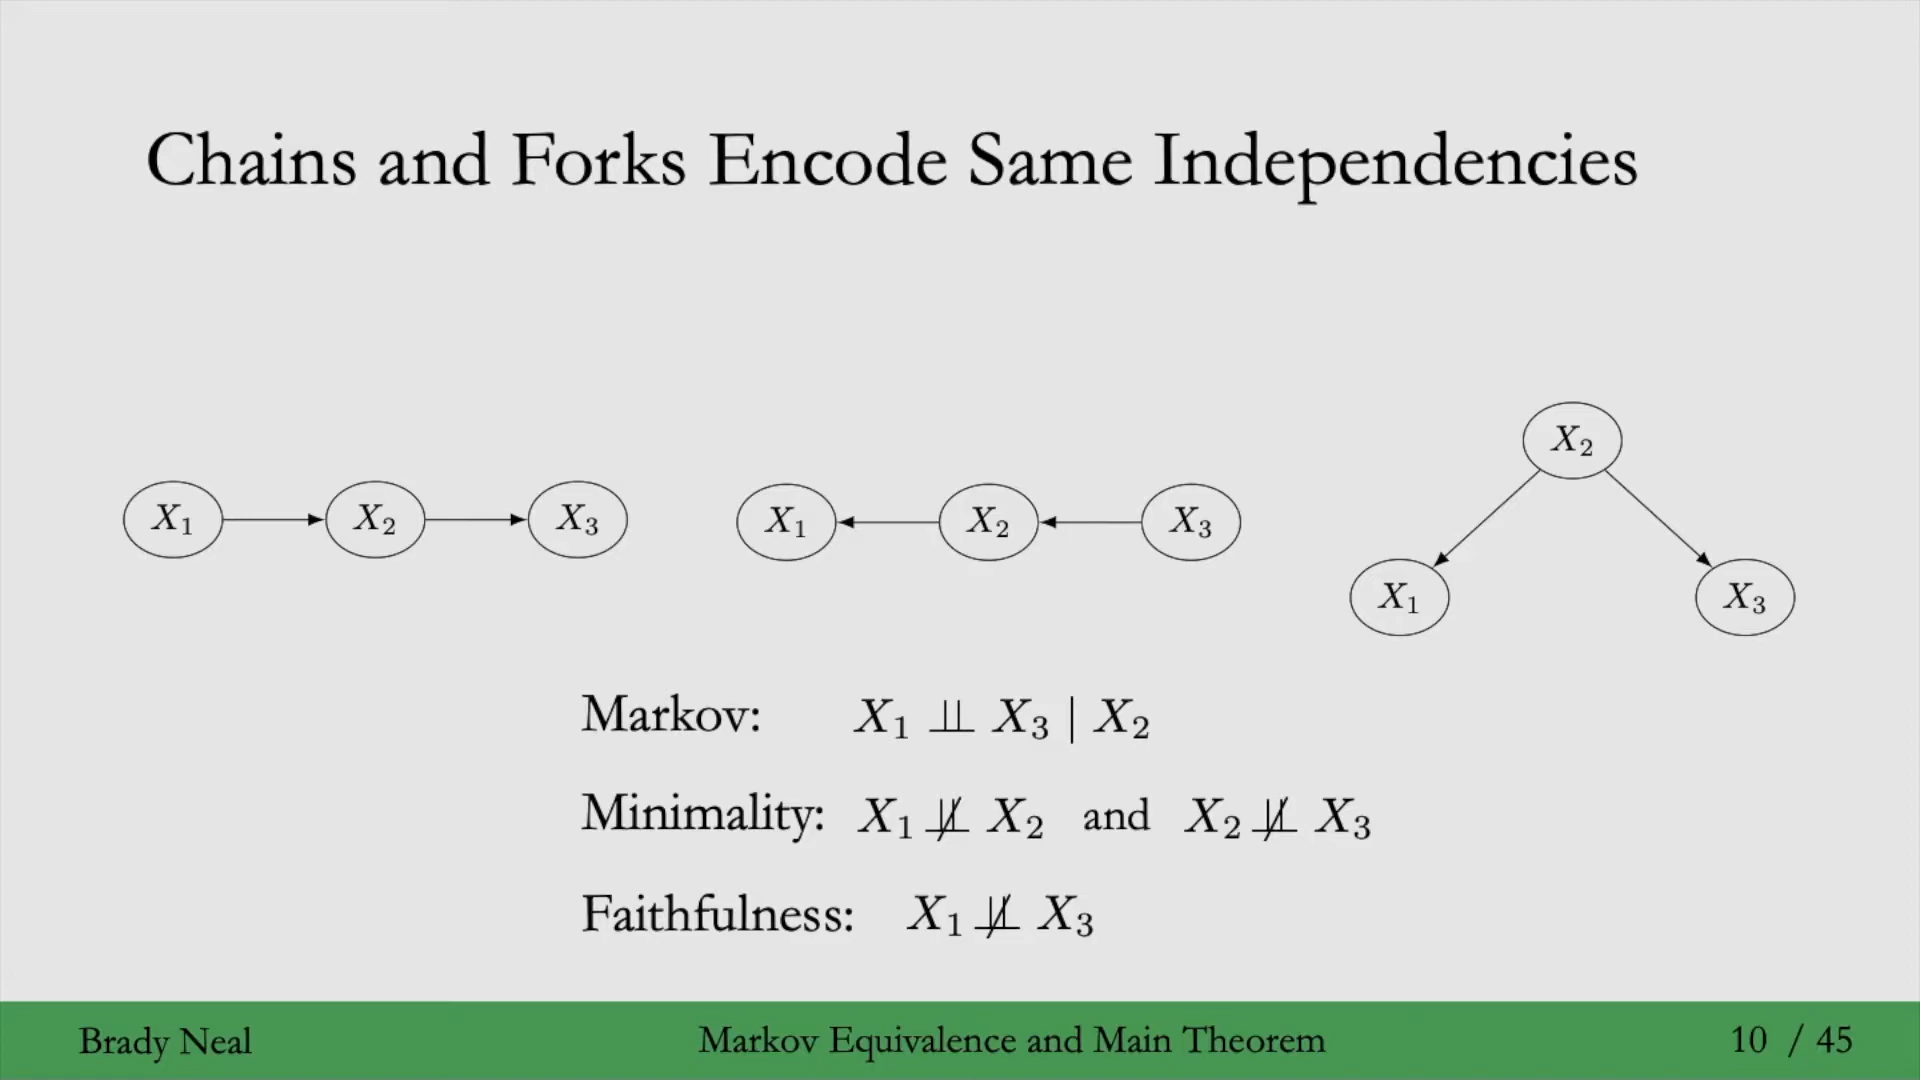 Chains and Forks Encode Same Independencies
X₁ X₂ X₃
X₁ X₂ X₃
X₂
X₁ X₃
Markov: X₁ ⫫ X₃ | X₂
Minimality: X₁ ⫫̸ X₂ and X₂ ⫫̸ X₃
Faithfulness: X₁ ⫫̸ X₃
Brady Neal
Markov Equivalence and Main Theorem
10 / 45